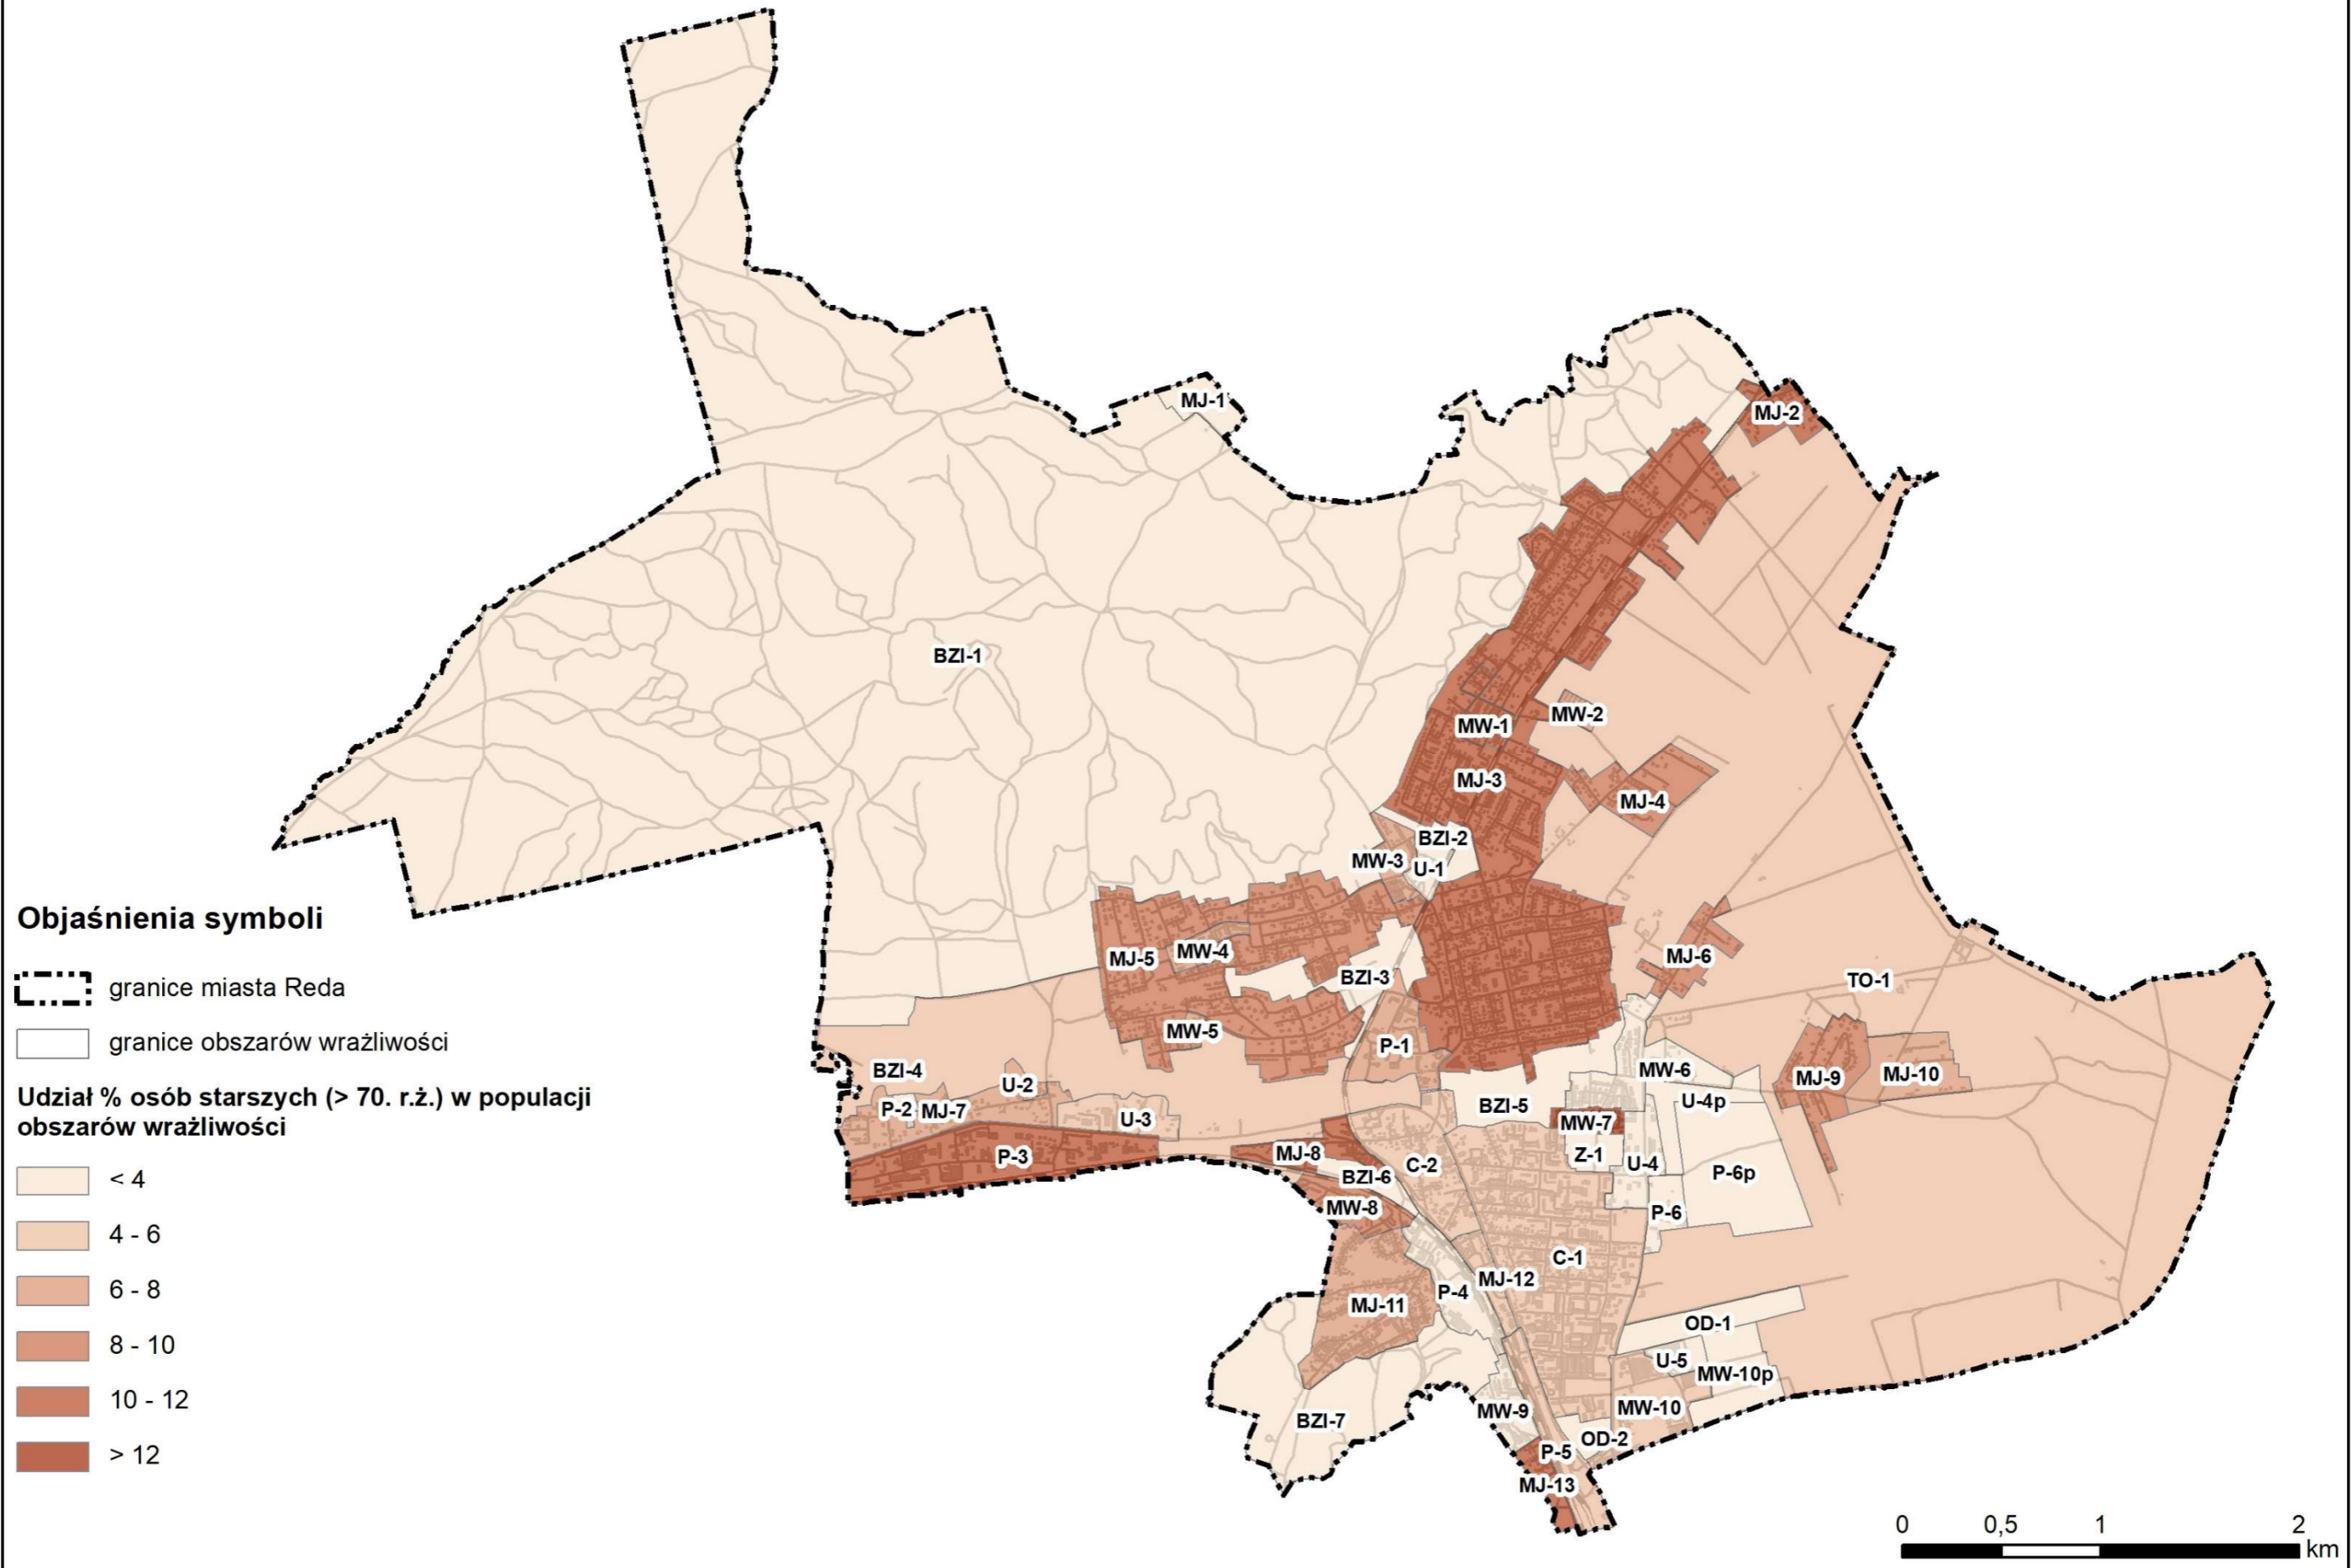 MJ-1
MJ-2
BZI-1
MW-2
MW-1
MJ-3
MJ-4
BZI-2
MW-3
U-1
MW-4
MJ-5
MJ-6
BZI-3
TO-1
MW-5
P-1
BZI-4
MW-6
MJ-10
MJ-9
U-2
U-4p
BZI-5
P-2
MJ-7
U-3
MW-7
MJ-8
Z-1
P-3
U-4
C-2
P-6p
BZI-6
MW-8
P-6
C-1
MJ-12
P-4
MJ-11
OD-1
U-5
MW-10p
MW-10
MW-9
BZI-7
OD-2
P-5
MJ-13
Objaśnienia symboli
granice miasta Reda
granice obszarów wrażliwości
Udział % osób starszych (> 70. r.ż.) w populacji
obszarów wrażliwości
< 4
4 - 6
6 - 8
8 - 10
10 - 12
> 12
0 0,5 1 2
km